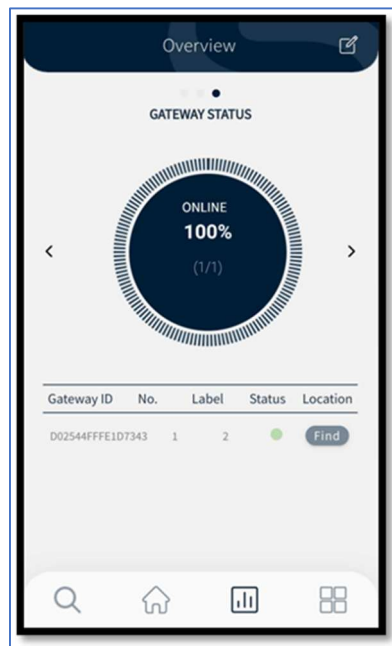 Overview
GATEWAY STATUS
ONLINE
100%
(1/1)
Gateway ID No. Label Status Location
D02544FFFE1D7343 1 2 Find